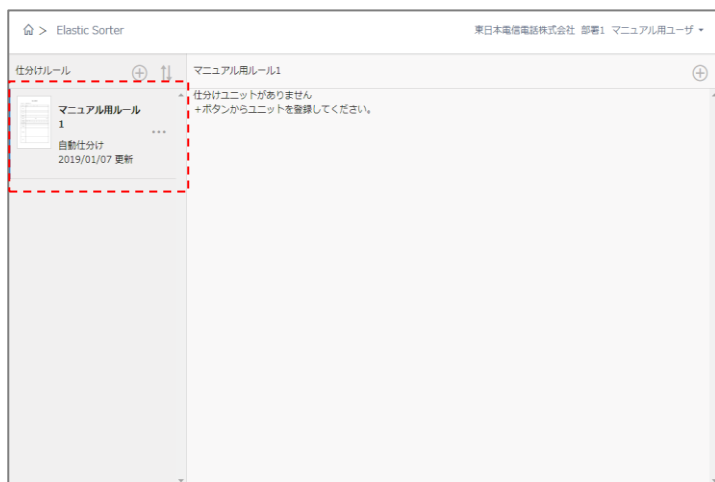 > Elastic Sorter
東日本電信電話株式会社 部署1 マニュアル用ユーザ
仕分けルール
マニュアル用ルール1
マニュアル用ルール
1
自動仕分け
2019/01/07 更新
仕分けユニットがありません
+ボタンからユニットを登録してください。